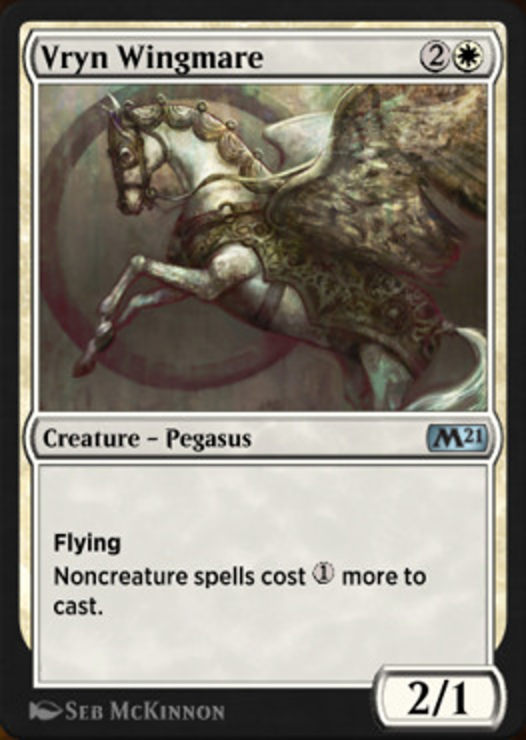 Vryn Wingmare 2
Creature – Pegasus M21
Flying
Noncreature spells cost 1 more to
cast.
2/1
Seb McKinnon